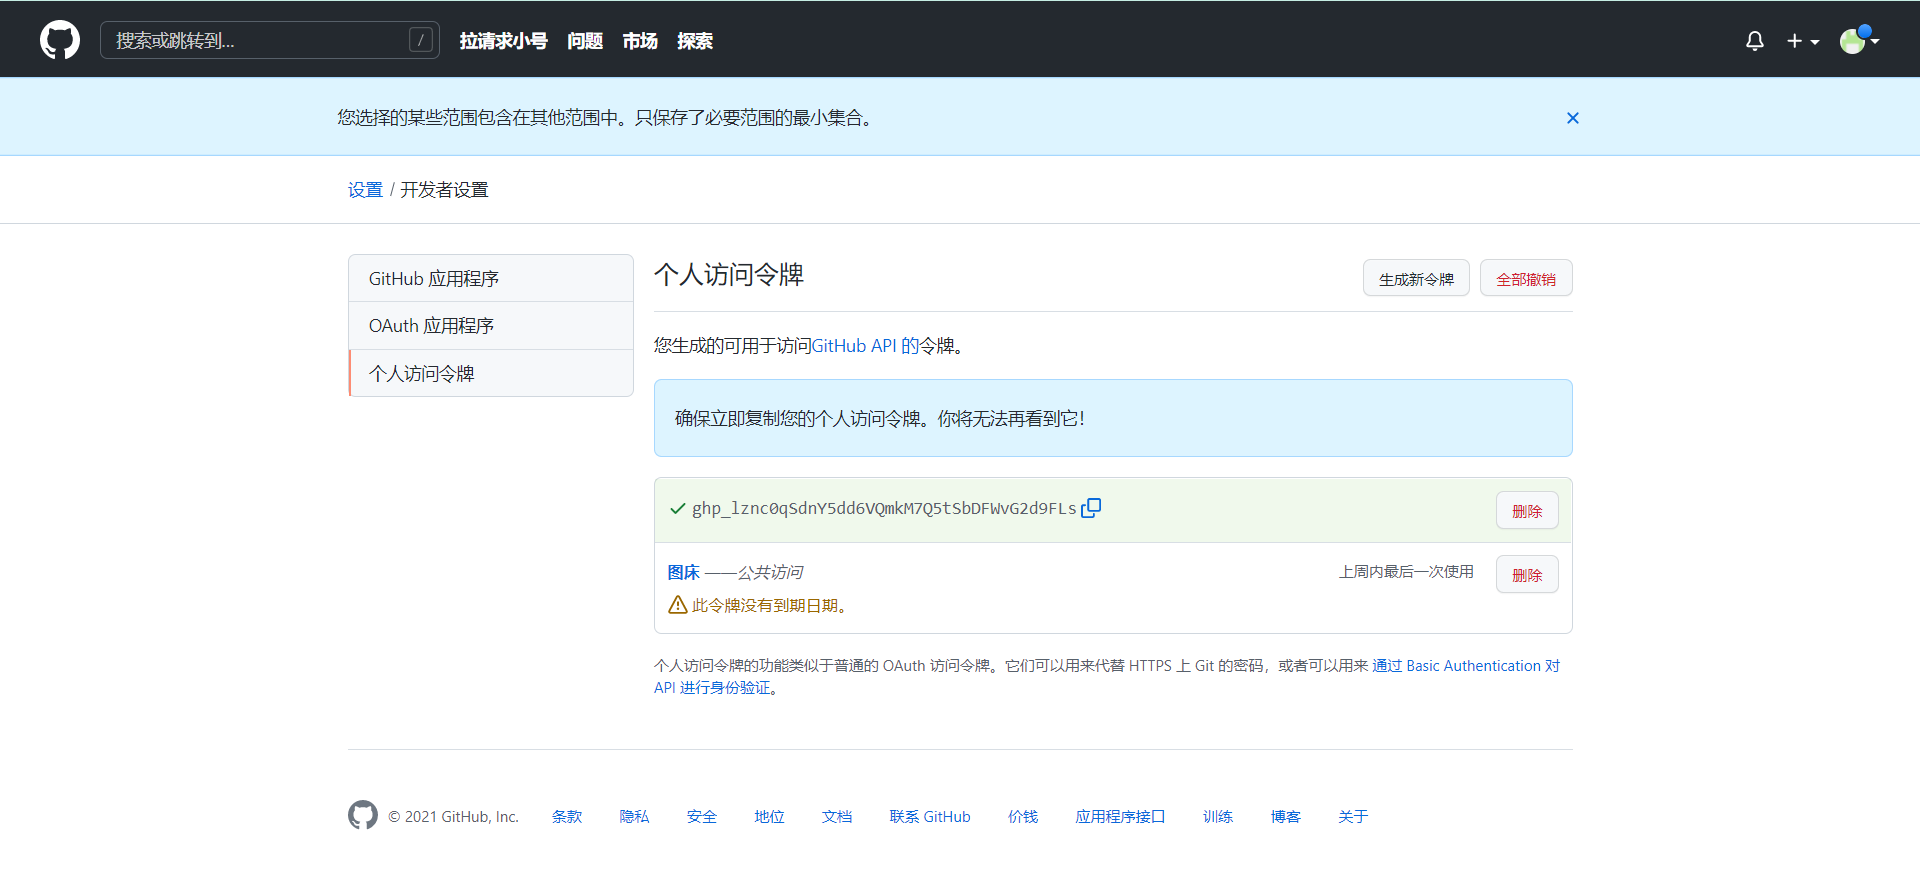 搜索或跳转到... / 拉请求小号 问题 市场 探索
您选择的某些范围包含在其他范围中。只保存了必要范围的最小集合。
设置 / 开发者设置
GitHub 应用程序
OAuth 应用程序
个人访问令牌
个人访问令牌 生成新令牌 全部撤销
您生成的可用于访问GitHub API 的令牌。
确保立即复制您的个人访问令牌。你将无法再看到它!
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 删除
图床 ——公共访问 上周内最后一次使用 删除
此令牌没有到期日期。
个人访问令牌的功能类似于普通的 OAuth 访问令牌。它们可以用来代替 HTTPS 上 Git 的密码，或者可以用来 通过 Basic Authentication 对
API 进行身份验证。
© 2021 GitHub, Inc. 条款 隐私 安全 地位 文档 联系 GitHub 价钱 应用程序接口 训练 博客 关于